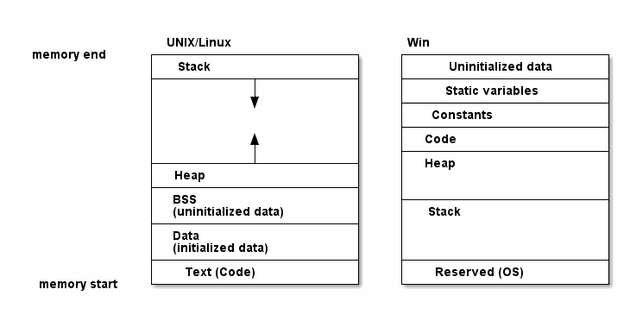 UNIX/Linux
Win
memory end
Stack
Heap
BSS
(uninitialized data)
Data
(initialized data)
Text (Code)
memory start
Uninitialized data
Static variables
Constants
Code
Heap
Stack
Reserved (OS)